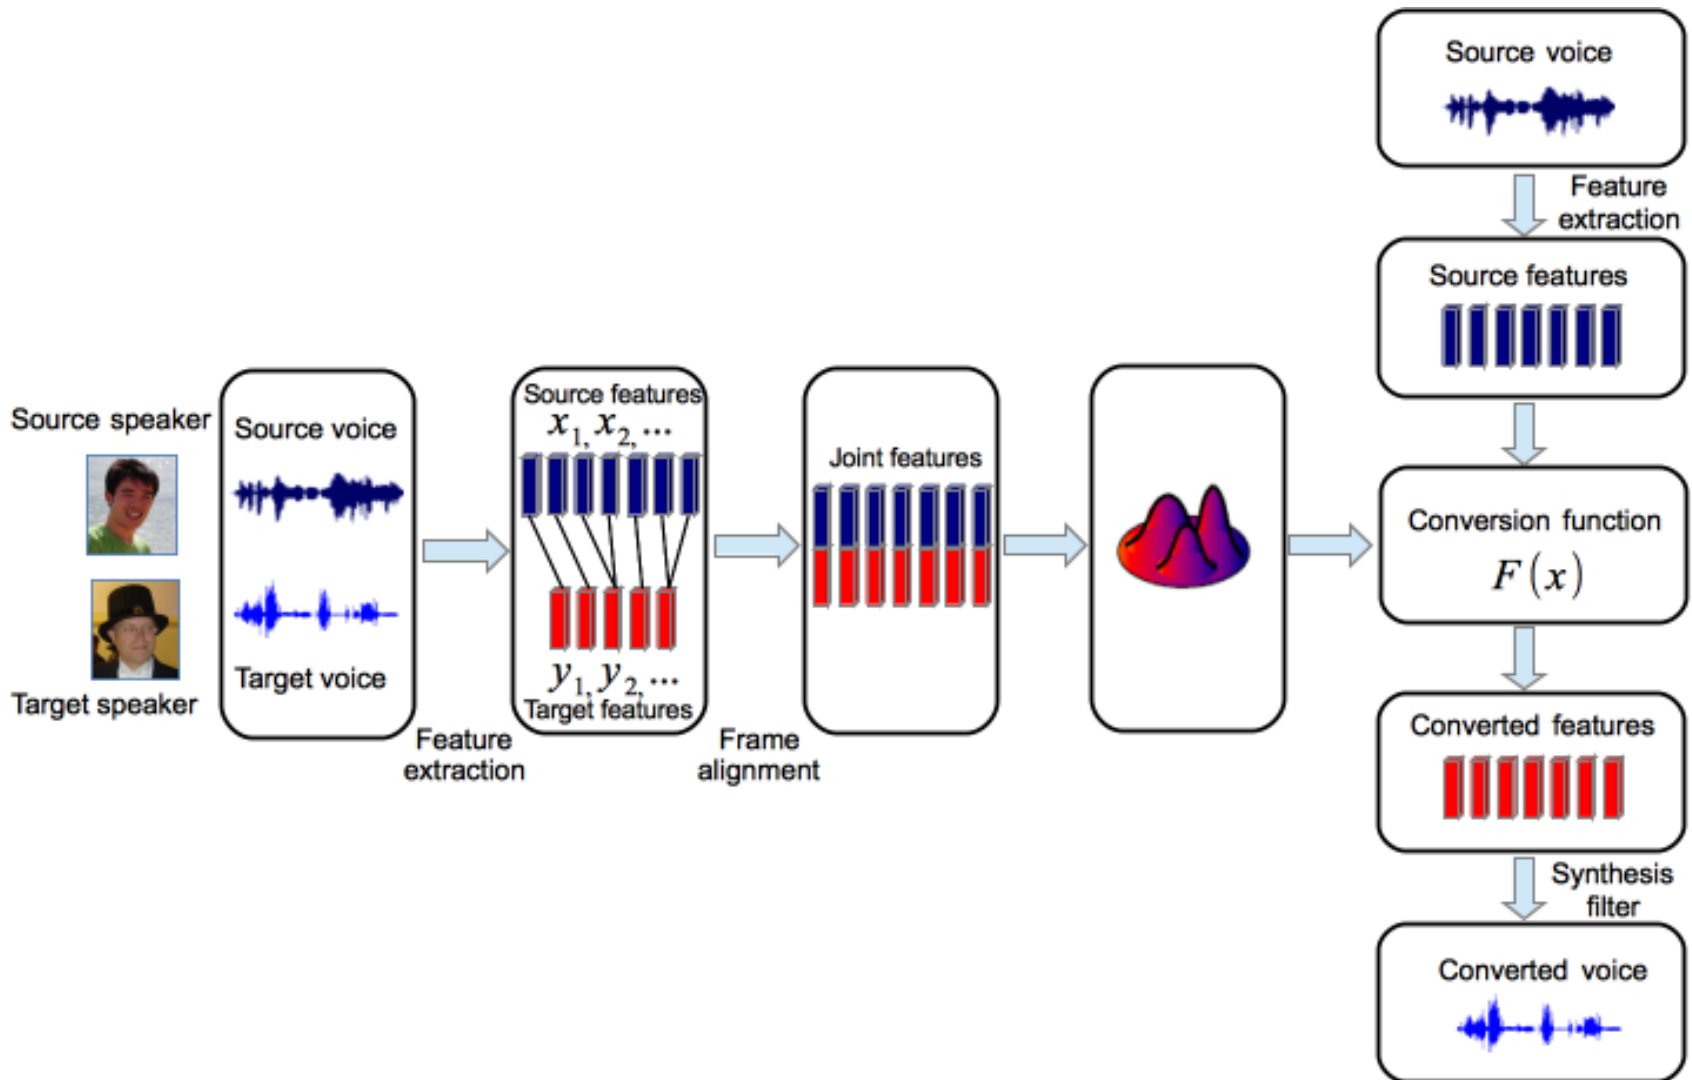 Source speaker
Target speaker
Source voice
Target voice
Feature
extraction
Source features
x1, x2, ...
y1, y2, ...
Target features
Frame
alignment
Joint features
Source voice
Feature
extraction
Source features
Conversion function
F(x)
Converted features
Synthesis
filter
Converted voice